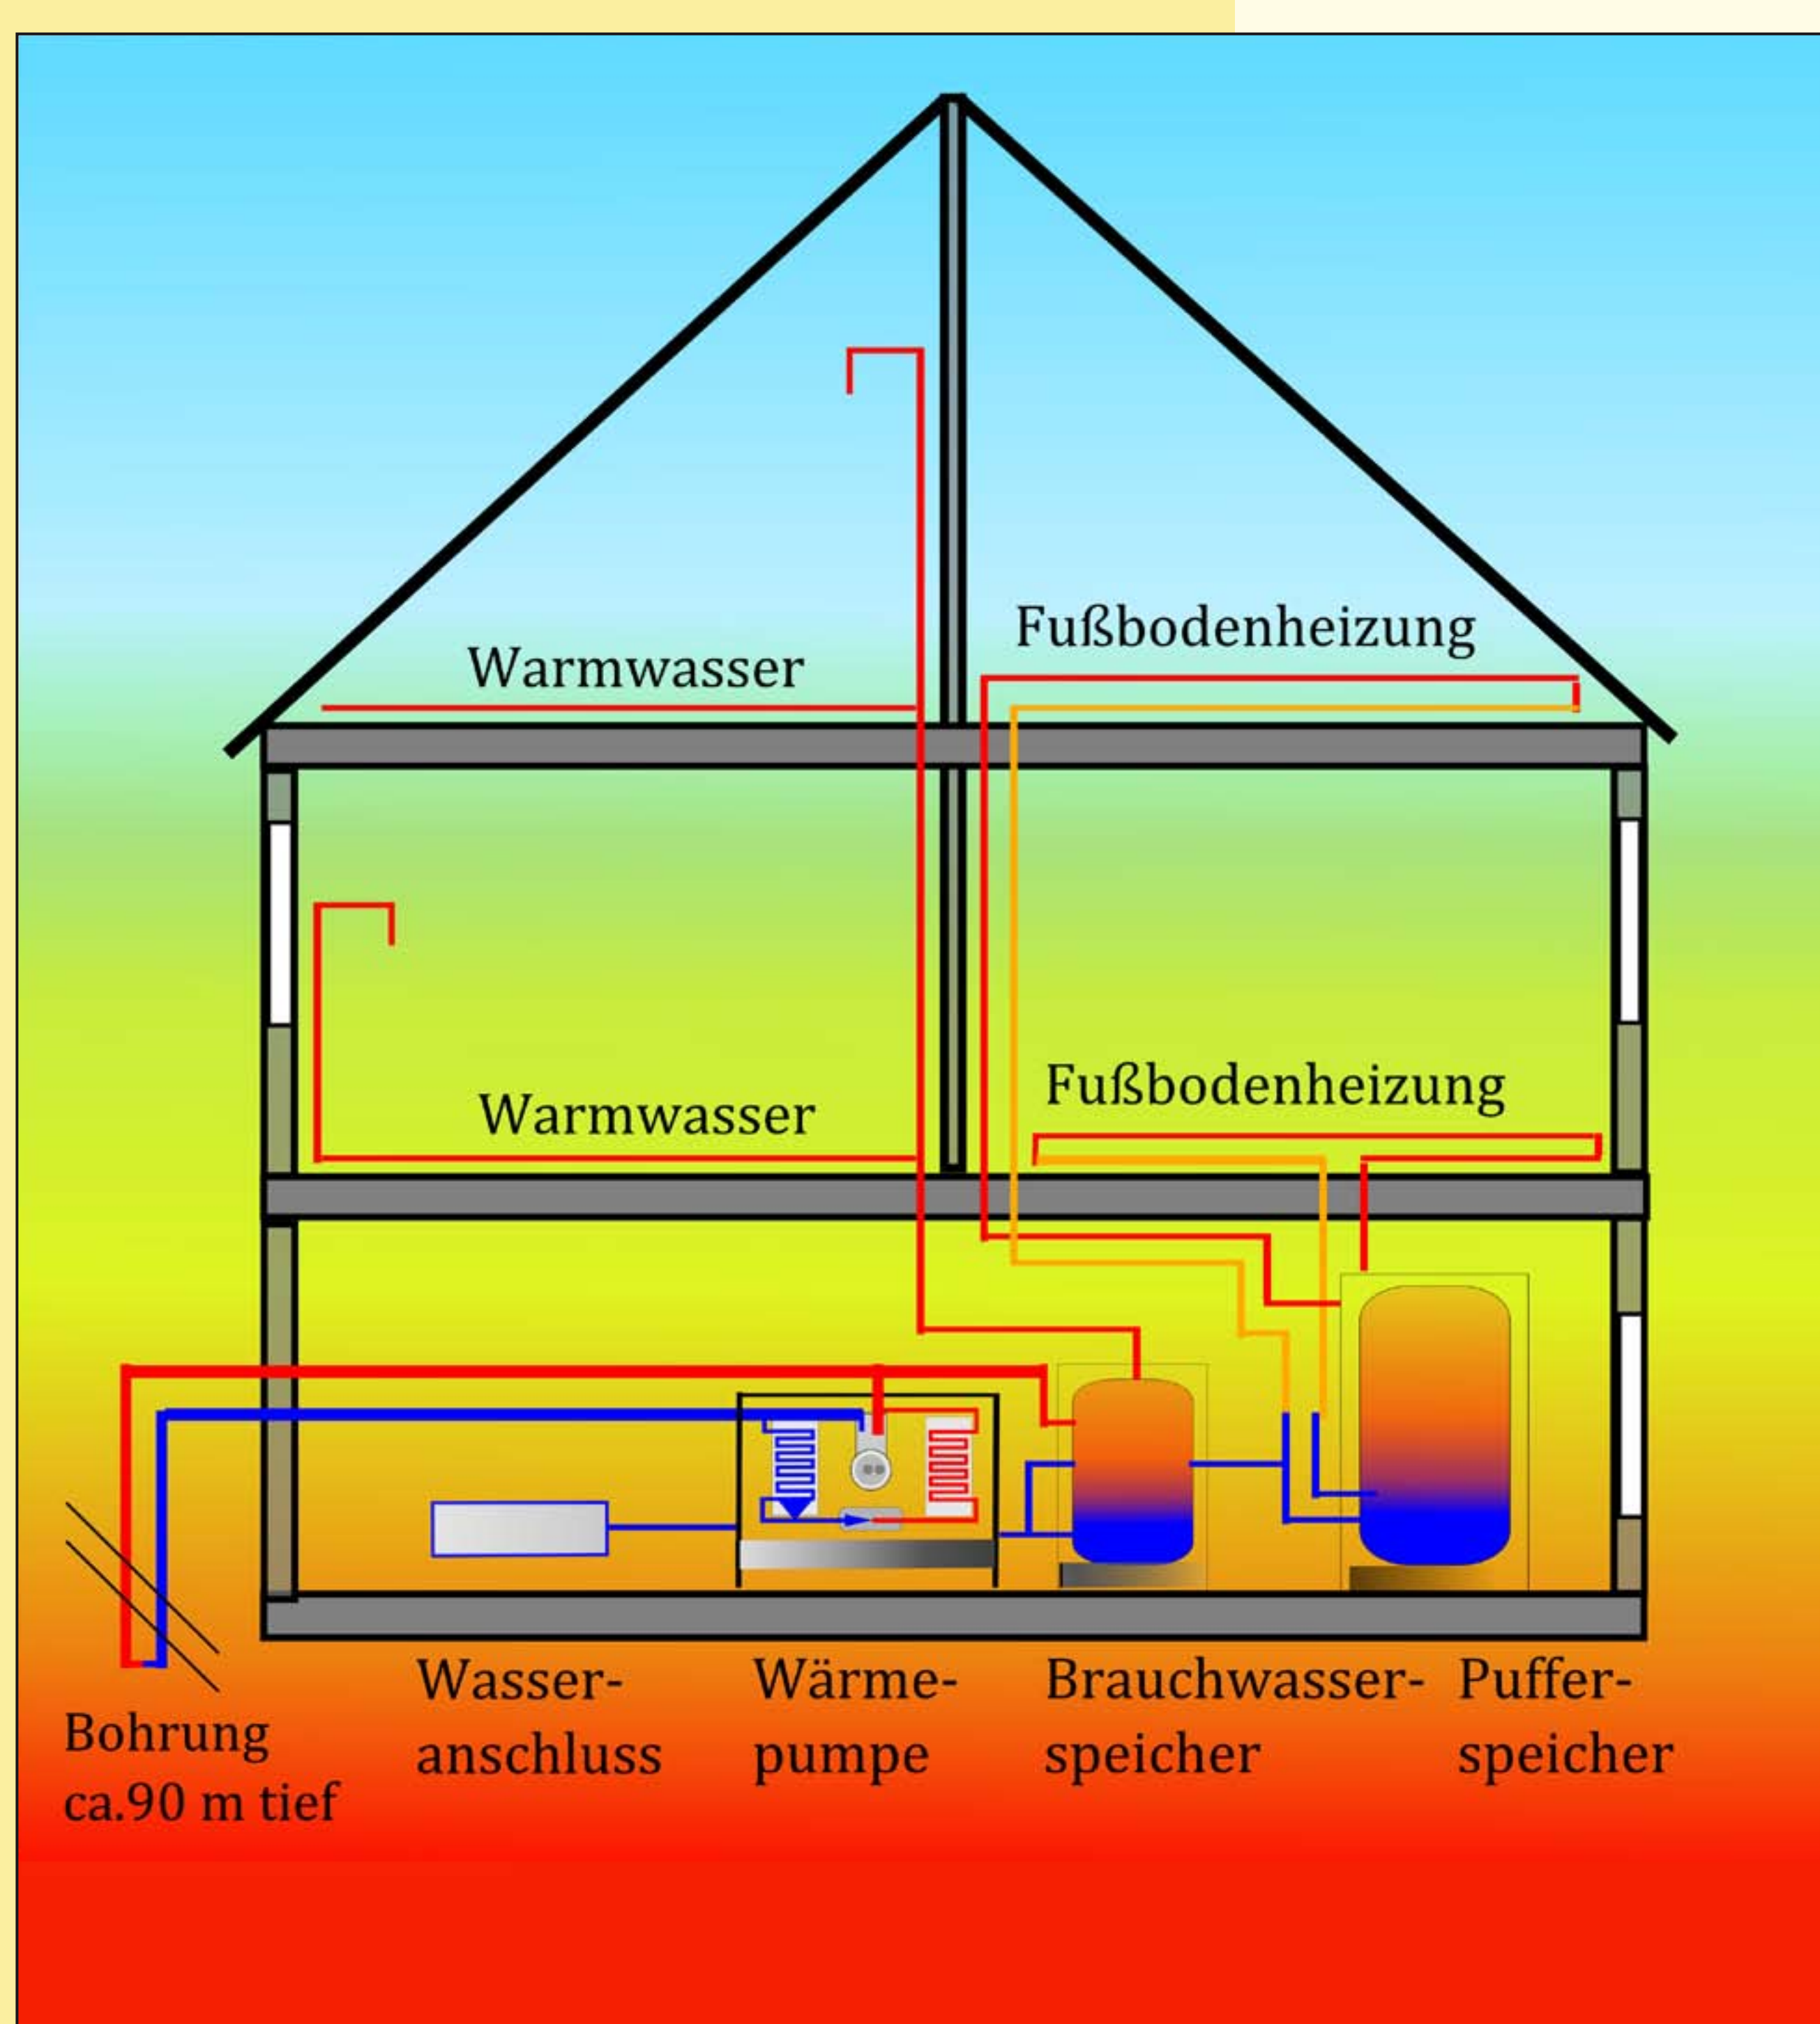 Fußbodenheizung
Warmwasser
Fußbodenheizung
Warmwasser
Wasser-
anschluss
Wärme-
pumpe
Brauchwasser-
speicher
Puffer-
speicher
Bohrung
ca.90 m tief